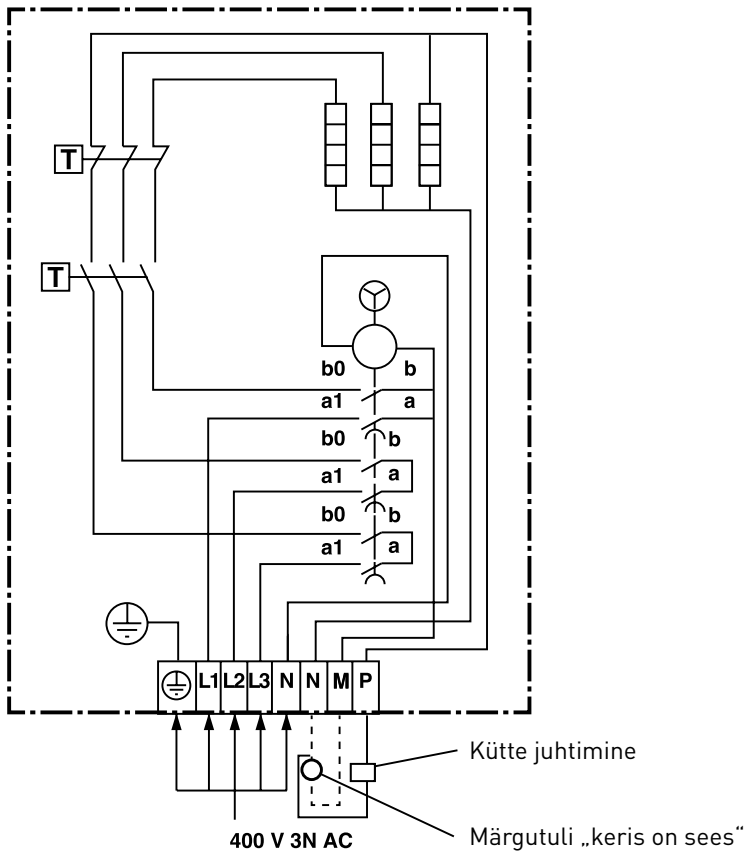 T
T
b0 b
a1 a
b0 b
a1 a
b0 b
a1 a
L1 L2 L3 N N M P
Kütte juhtimine
400 V 3N AC
Märgutuli „keris on sees“